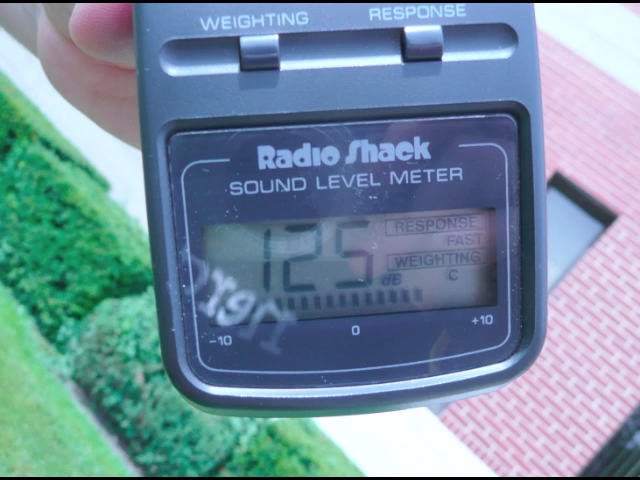 WEIGHTING RESPONSE
Radio Shack
SOUND LEVEL METER
125 dB
RESPONSE
FAST
WEIGHTING
C
-10 0 +10